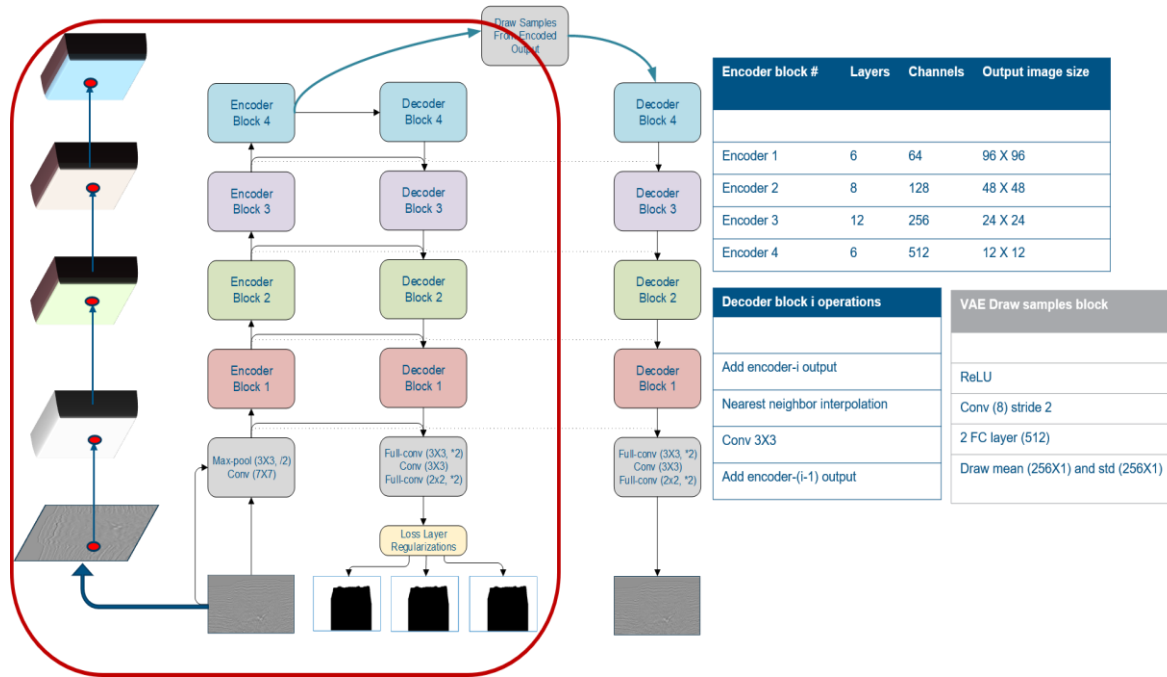 Draw Samples
From Encoded
Output
Encoder
Block 4
Decoder
Block 4
Decoder
Block 4
Encoder
Block 3
Decoder
Block 3
Decoder
Block 3
Encoder
Block 2
Decoder
Block 2
Decoder
Block 2
Encoder
Block 1
Decoder
Block 1
Decoder
Block 1
Max-pool (3X3, /2)
Conv (7X7)
Full-conv (3X3, *2)
Conv (3X3)
Full-conv (2x2, *2)
Full-conv (3X3, *2)
Conv (3X3)
Full-conv (2x2, *2)
Loss Layer
Regularizations
Encoder block # Layers Channels Output image size
Encoder 1 6 64 96 X 96
Encoder 2 8 128 48 X 48
Encoder 3 12 256 24 X 24
Encoder 4 6 512 12 X 12
Decoder block i operations
Add encoder-i output
Nearest neighbor interpolation
Conv 3X3
Add encoder-(i-1) output
VAE Draw samples block
ReLU
Conv (8) stride 2
2 FC layer (512)
Draw mean (256X1) and std (256X1)